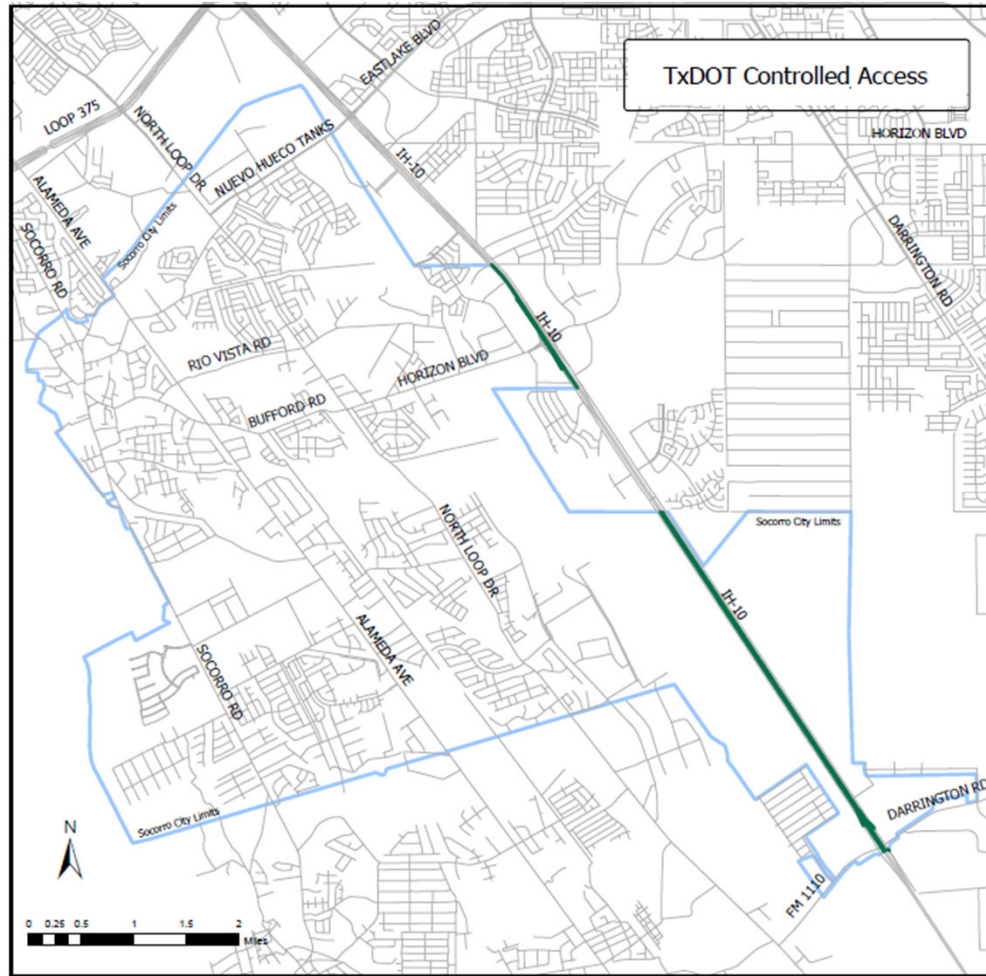 TxDOT Controlled Access
EASTLAKE BLVD
LOOP 375
NORTH LOOP DR
HORIZON BLVD
NUEVO HUECO TANKS
IH-10
ALAMEDA AVE
SOCORRO RD
Socorro City Limits
DARRINGTON RD
IH-10
RIO VISTA RD
HORIZON BLVD
BUFFORD RD
NORTH LOOP DR
Socorro City Limits
IH-10
ALAMEDA AVE
SOCORRO RD
DARRINGTON RD
Socorro City Limits
N
FM 1110
0 0.25 0.5 1 1.5 2
Miles